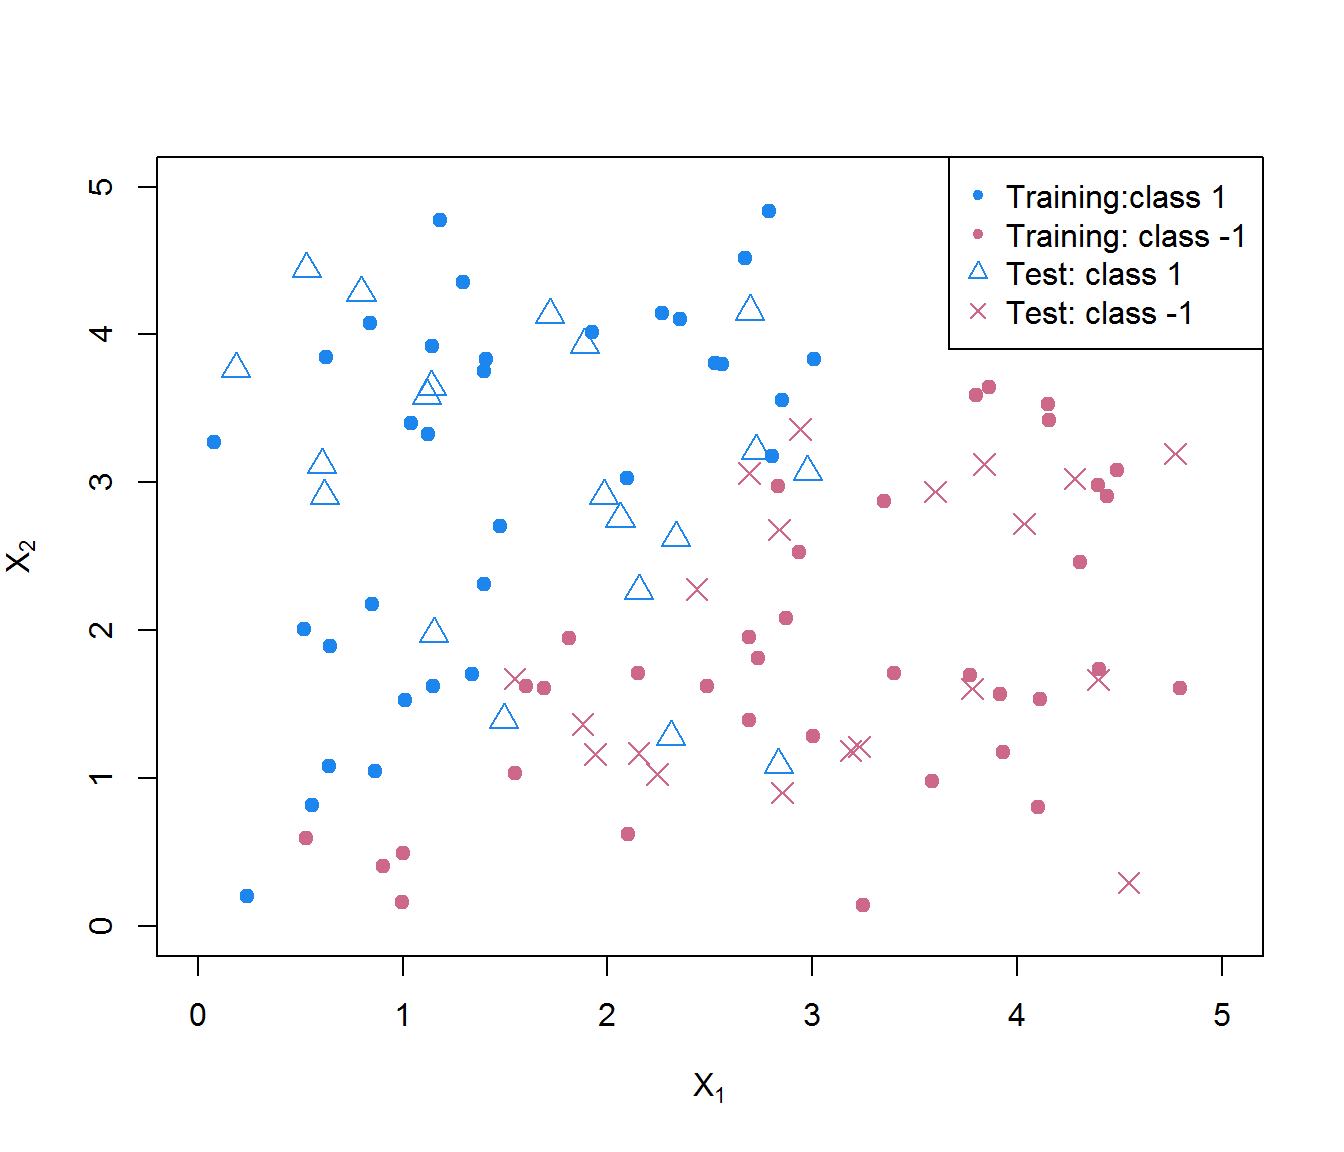 5
4
3
2
1
0
X₂
Training:class 1
Training: class -1
Test: class 1
Test: class -1
0 1 2 3 4 5
X₁